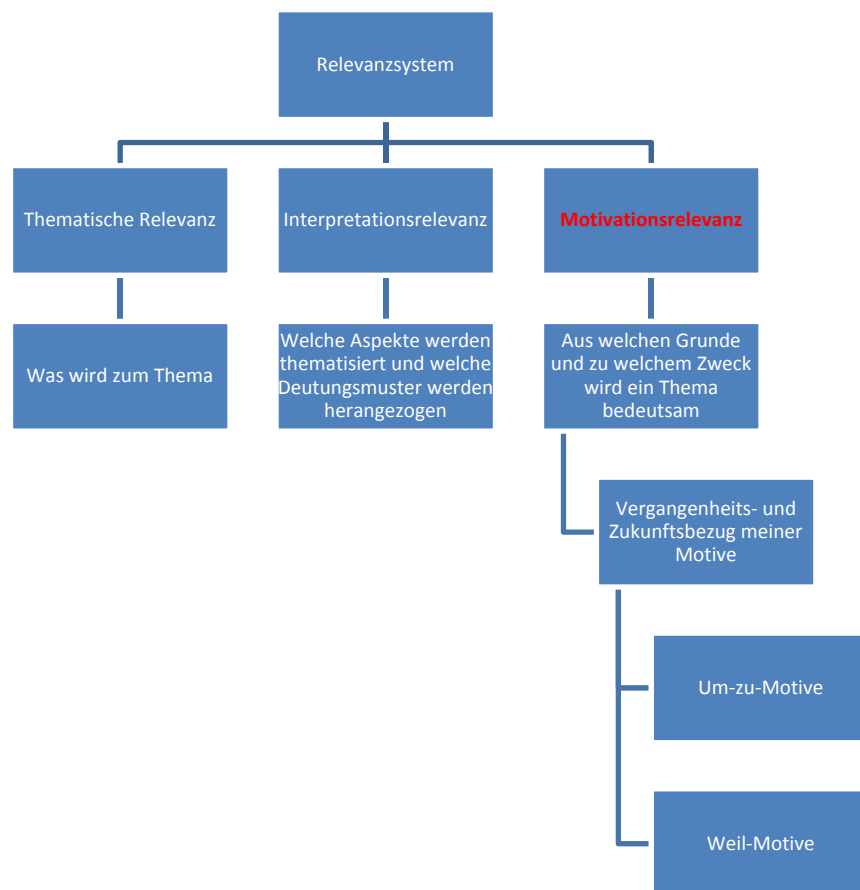 Relevanzsystem
Thematische Relevanz
Interpretationsrelevanz
Motivationsrelevanz
Was wird zum Thema
Welche Aspekte werden
thematisiert und welche
Deutungsmuster werden
herangezogen
Aus welchen Grunde
und zu welchem Zweck
wird ein Thema
bedeutsam
Vergangenheits- und
Zukunftsbezug meiner
Motive
Um-zu-Motive
Weil-Motive